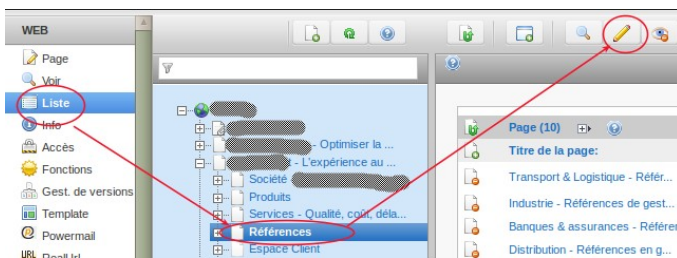 WEB
Page
Voir
Liste
Info
Accès
Fonctions
Gest. de versions
Template
Powermail
URL RealUrl
- Optimiser la ...
- L'expérience au ...
Société
Produits
Services - Qualité, coût, déla...
Références
Espace Client
Page (10)
Titre de la page:
Transport & Logistique - Référ...
Industrie - Références de gest...
Banques & assurances - Référer
Distribution - Références en g...